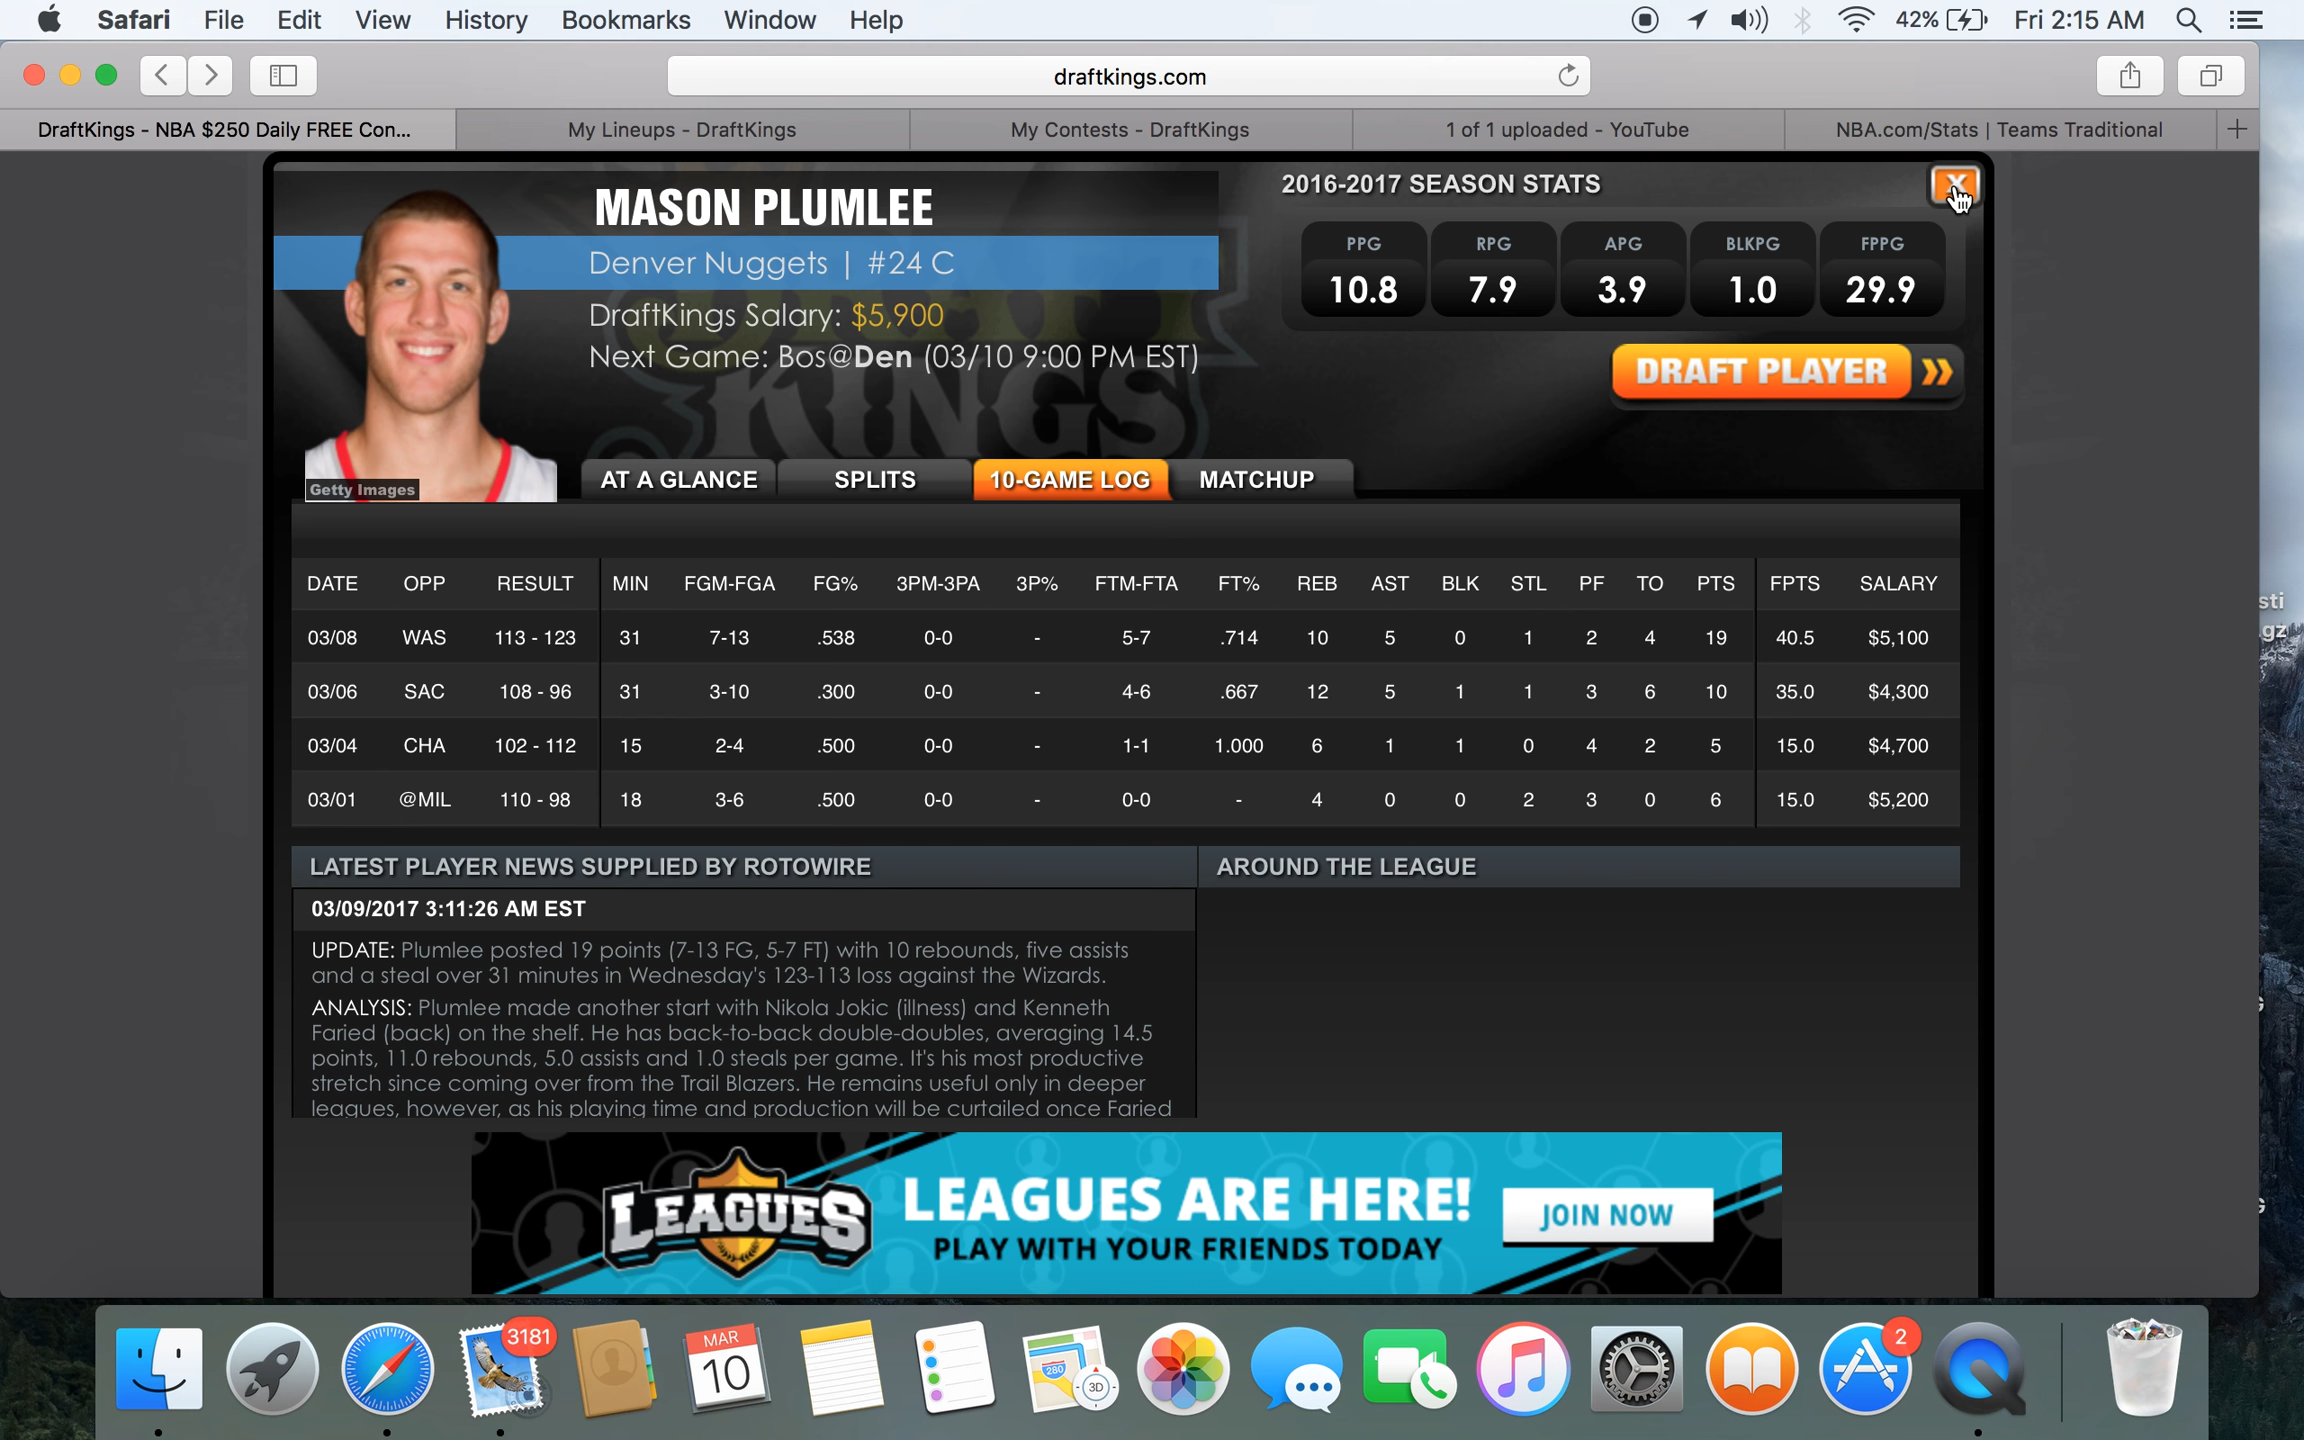 Safari File Edit View History Bookmarks Window Help 42% Fri 2:15 AM
draftkings.com
DraftKings - NBA $250 Daily FREE Con... My Lineups - DraftKings My Contests - DraftKings 1 of 1 uploaded - YouTube NBA.com/Stats | Teams Traditional
MASON PLUMLEE
Denver Nuggets | #24 C
DraftKings Salary: $5,900
Next Game: Bos@Den (03/10 9:00 PM EST)
KINGS
Getty Images
2016-2017 SEASON STATS
X
PPG RPG APG BLKPG FPPG
10.8 7.9 3.9 1.0 29.9
DRAFT PLAYER
AT A GLANCE SPLITS 10-GAME LOG MATCHUP
DATE OPP RESULT MIN FGM-FGA FG% 3PM-3PA 3P% FTM-FTA FT% REB AST BLK STL PF TO PTS FPTS SALARY
03/08 WAS 113 - 123 31 7-13 .538 0-0 - 5-7 .714 10 5 0 1 2 4 19 40.5 $5,100
03/06 SAC 108 - 96 31 3-10 .300 0-0 - 4-6 .667 12 5 1 1 3 6 10 35.0 $4,300
03/04 CHA 102 - 112 15 2-4 .500 0-0 - 1-1 1.000 6 1 1 0 4 2 5 15.0 $4,700
03/01 @MIL 110 - 98 18 3-6 .500 0-0 - 0-0 - 4 0 0 2 3 0 6 15.0 $5,200
LATEST PLAYER NEWS SUPPLIED BY ROTOWIRE
AROUND THE LEAGUE
03/09/2017 3:11:26 AM EST
UPDATE: Plumlee posted 19 points (7-13 FG, 5-7 FT) with 10 rebounds, five assists
and a steal over 31 minutes in Wednesday's 123-113 loss against the Wizards.
ANALYSIS: Plumlee made another start with Nikola Jokic (illness) and Kenneth
Faried (back) on the shelf. He has back-to-back double-doubles, averaging 14.5
points, 11.0 rebounds, 5.0 assists and 1.0 steals per game. It's his most productive
stretch since coming over from the Trail Blazers. He remains useful only in deeper
leagues, however, as his playing time and production will be curtailed once Faried
LEAGUES
LEAGUES ARE HERE!
PLAY WITH YOUR FRIENDS TODAY
JOIN NOW
sti
.gz
3181
MAR
10
280
3D
2